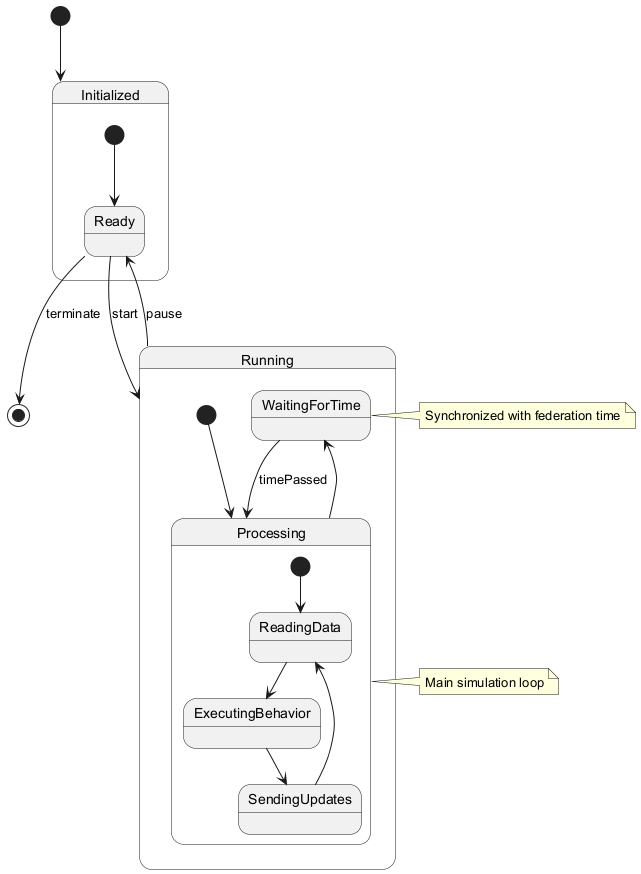 Initialized
Ready
terminate
start
pause
Running
WaitingForTime
Synchronized with federation time
timePassed
Processing
ReadingData
Main simulation loop
ExecutingBehavior
SendingUpdates